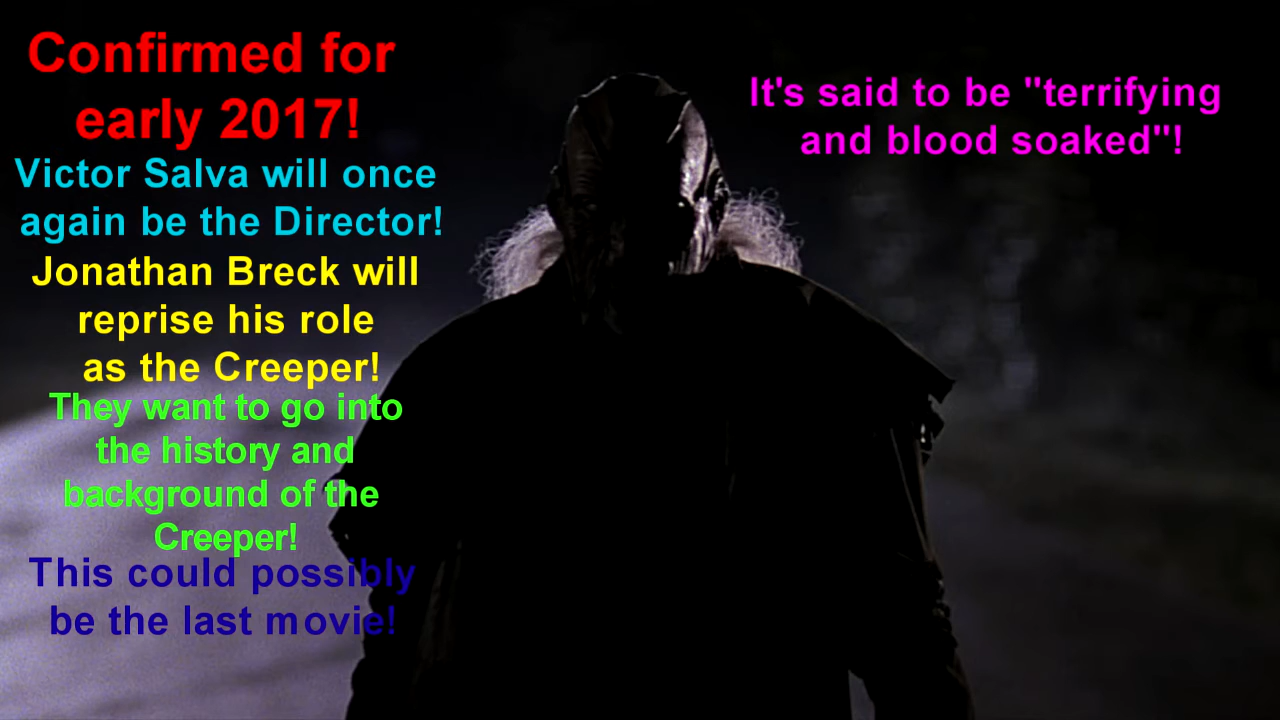 Confirmed for
early 2017!
Victor Salva will once
again be the Director!
Jonathan Breck will
reprise his role
as the Creeper!
They want to go into
the history and
background of the
Creeper!
This could possibly
be the last movie!
It's said to be "terrifying
and blood soaked"!